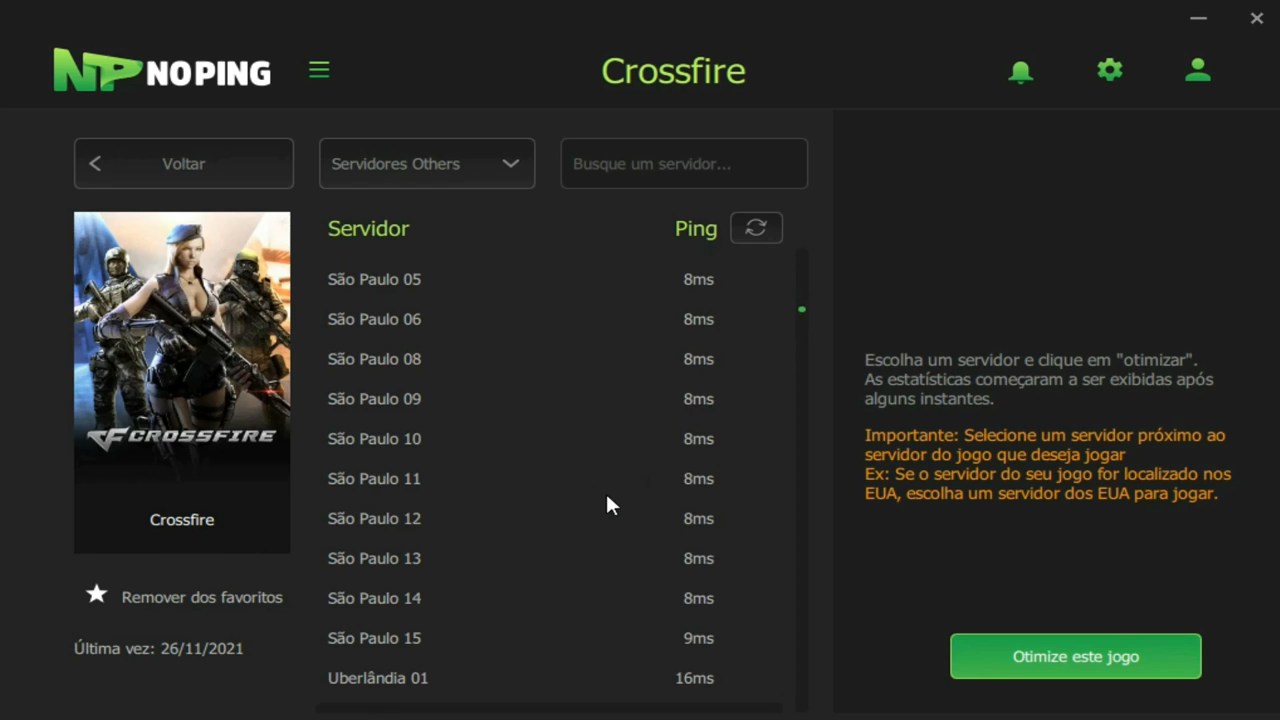 NP NOPING
Crossfire
Voltar
Servidores Others
Busque um servidor...
Servidor Ping
São Paulo 05 8ms
São Paulo 06 8ms
São Paulo 08 8ms
São Paulo 09 8ms
São Paulo 10 8ms
São Paulo 11 8ms
São Paulo 12 8ms
São Paulo 13 8ms
São Paulo 14 8ms
São Paulo 15 9ms
Uberlândia 01 16ms
CF CROSSFIRE
Crossfire
Remover dos favoritos
Última vez: 26/11/2021
Escolha um servidor e clique em "otimizar".
As estatísticas começaram a ser exibidas após
alguns instantes.
Importante: Selecione um servidor próximo ao
servidor do jogo que deseja jogar
Ex: Se o servidor do seu jogo for localizado nos
EUA, escolha um servidor dos EUA para jogar.
Otimize este jogo